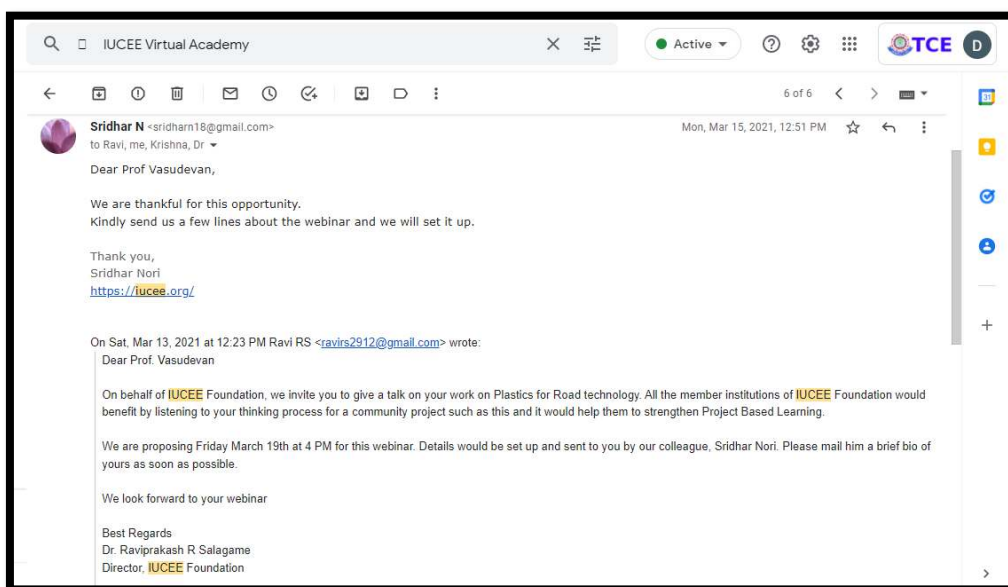 IUCEE Virtual Academy
Active
TCE
D
6 of 6
31
Sridhar N <sridharn18@gmail.com>
Mon, Mar 15, 2021, 12:51 PM
to Ravi, me, Krishna, Dr
Dear Prof Vasudevan,
We are thankful for this opportunity.
Kindly send us a few lines about the webinar and we will set it up.
Thank you,
Sridhar Nori
https://iucee.org/
On Sat, Mar 13, 2021 at 12:23 PM Ravi RS <ravirs2912@gmail.com> wrote:
Dear Prof. Vasudevan
On behalf of IUCEE Foundation, we invite you to give a talk on your work on Plastics for Road technology. All the member institutions of IUCEE Foundation would
benefit by listening to your thinking process for a community project such as this and it would help them to strengthen Project Based Learning.
We are proposing Friday March 19th at 4 PM for this webinar. Details would be set up and sent to you by our colleague, Sridhar Nori. Please mail him a brief bio of
yours as soon as possible.
We look forward to your webinar
Best Regards
Dr. Raviprakash R Salagame
Director, IUCEE Foundation